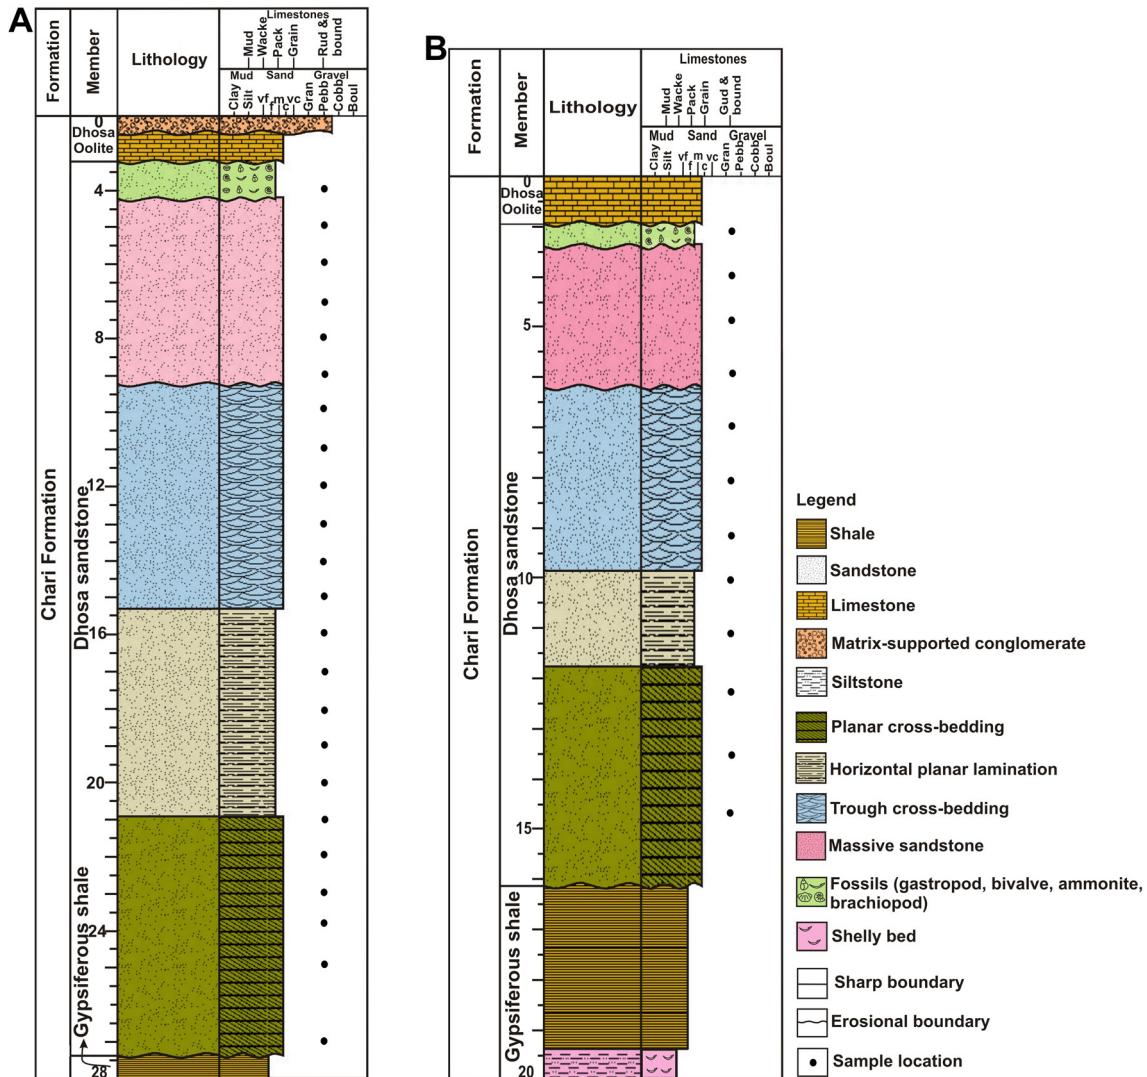 A
Formation
Member
Lithology
Limestones
Mud
Wacke
Pack
Grain
Rud &
bound
Mud
Sand
Gravel
Clay
Silt
vf
f
m
c
vc
Gran
Pebb
Cobb
Boul
0
Dhosa
Oolite
4
8
12
16
20
24
28
Chari Formation
Dhosa sandstone
Gypsiferous shale
B
Formation
Member
Lithology
Limestones
Mud
Wacke
Pack
Grain
Gud &
bound
Mud
Sand
Gravel
Clay
Silt
vf
f
m
c
vc
Gran
Pebb
Cobb
Boul
0
Dhosa
Oolite
5
10
15
20
Chari Formation
Dhosa sandstone
Gypsiferous shale
Legend
Shale
Sandstone
Limestone
Matrix-supported conglomerate
Siltstone
Planar cross-bedding
Horizontal planar lamination
Trough cross-bedding
Massive sandstone
Fossils (gastropod, bivalve, ammonite,
brachiopod)
Shelly bed
Sharp boundary
Erosional boundary
Sample location